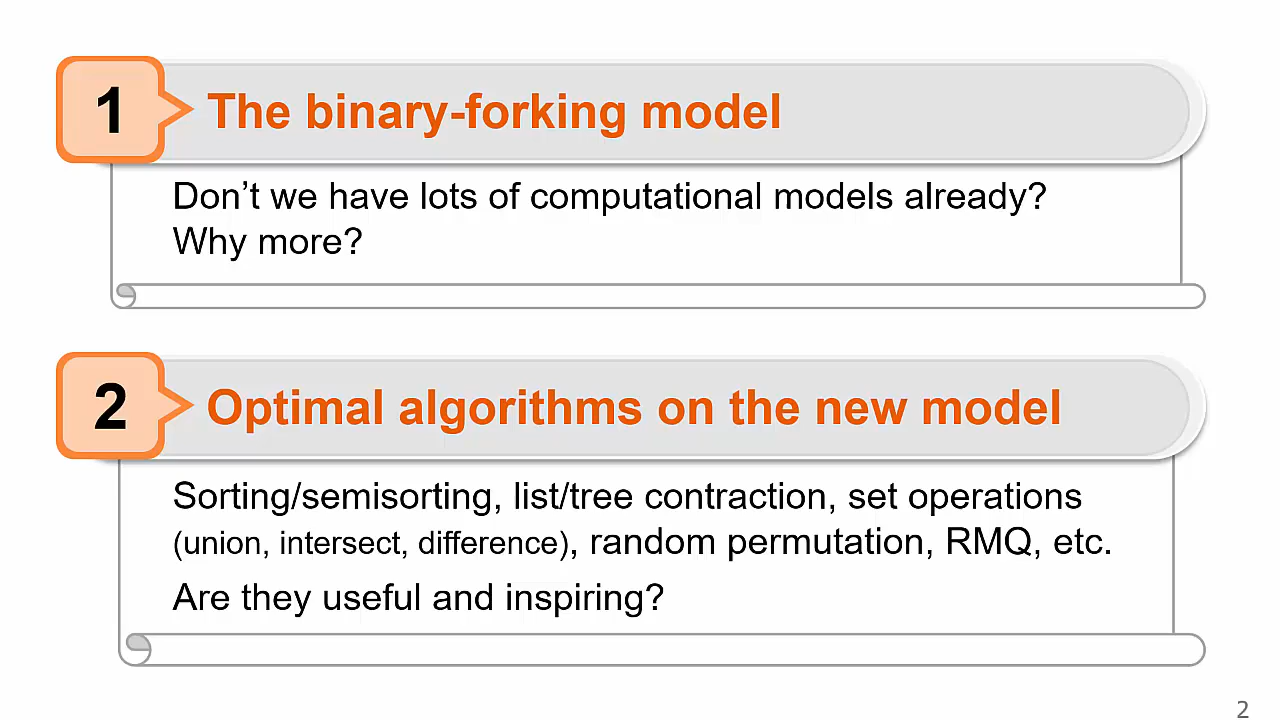 1
The binary-forking model
Don’t we have lots of computational models already?
Why more?
2
Optimal algorithms on the new model
Sorting/semisorting, list/tree contraction, set operations
(union, intersect, difference), random permutation, RMQ, etc.
Are they useful and inspiring?
2